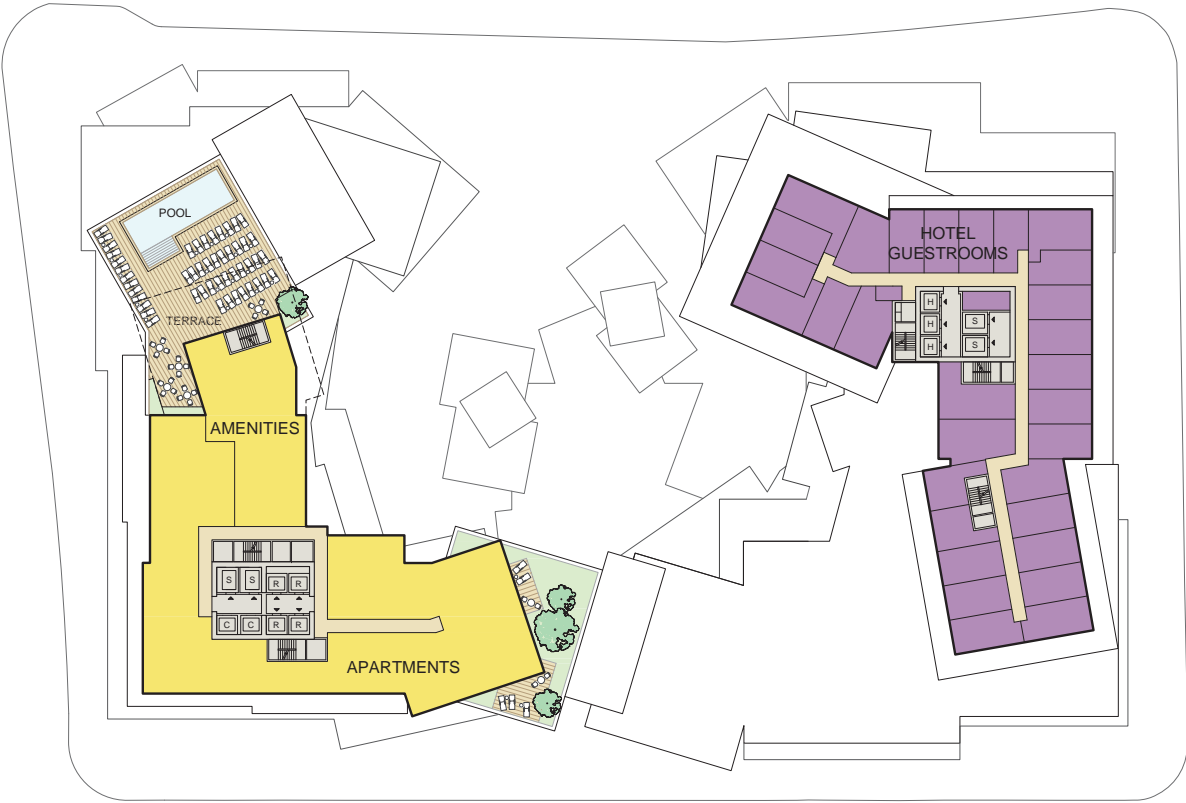 POOL
TERRACE
AMENITIES
S S R R
C C R R
APARTMENTS
HOTEL
GUESTROOMS
H
H S
H S